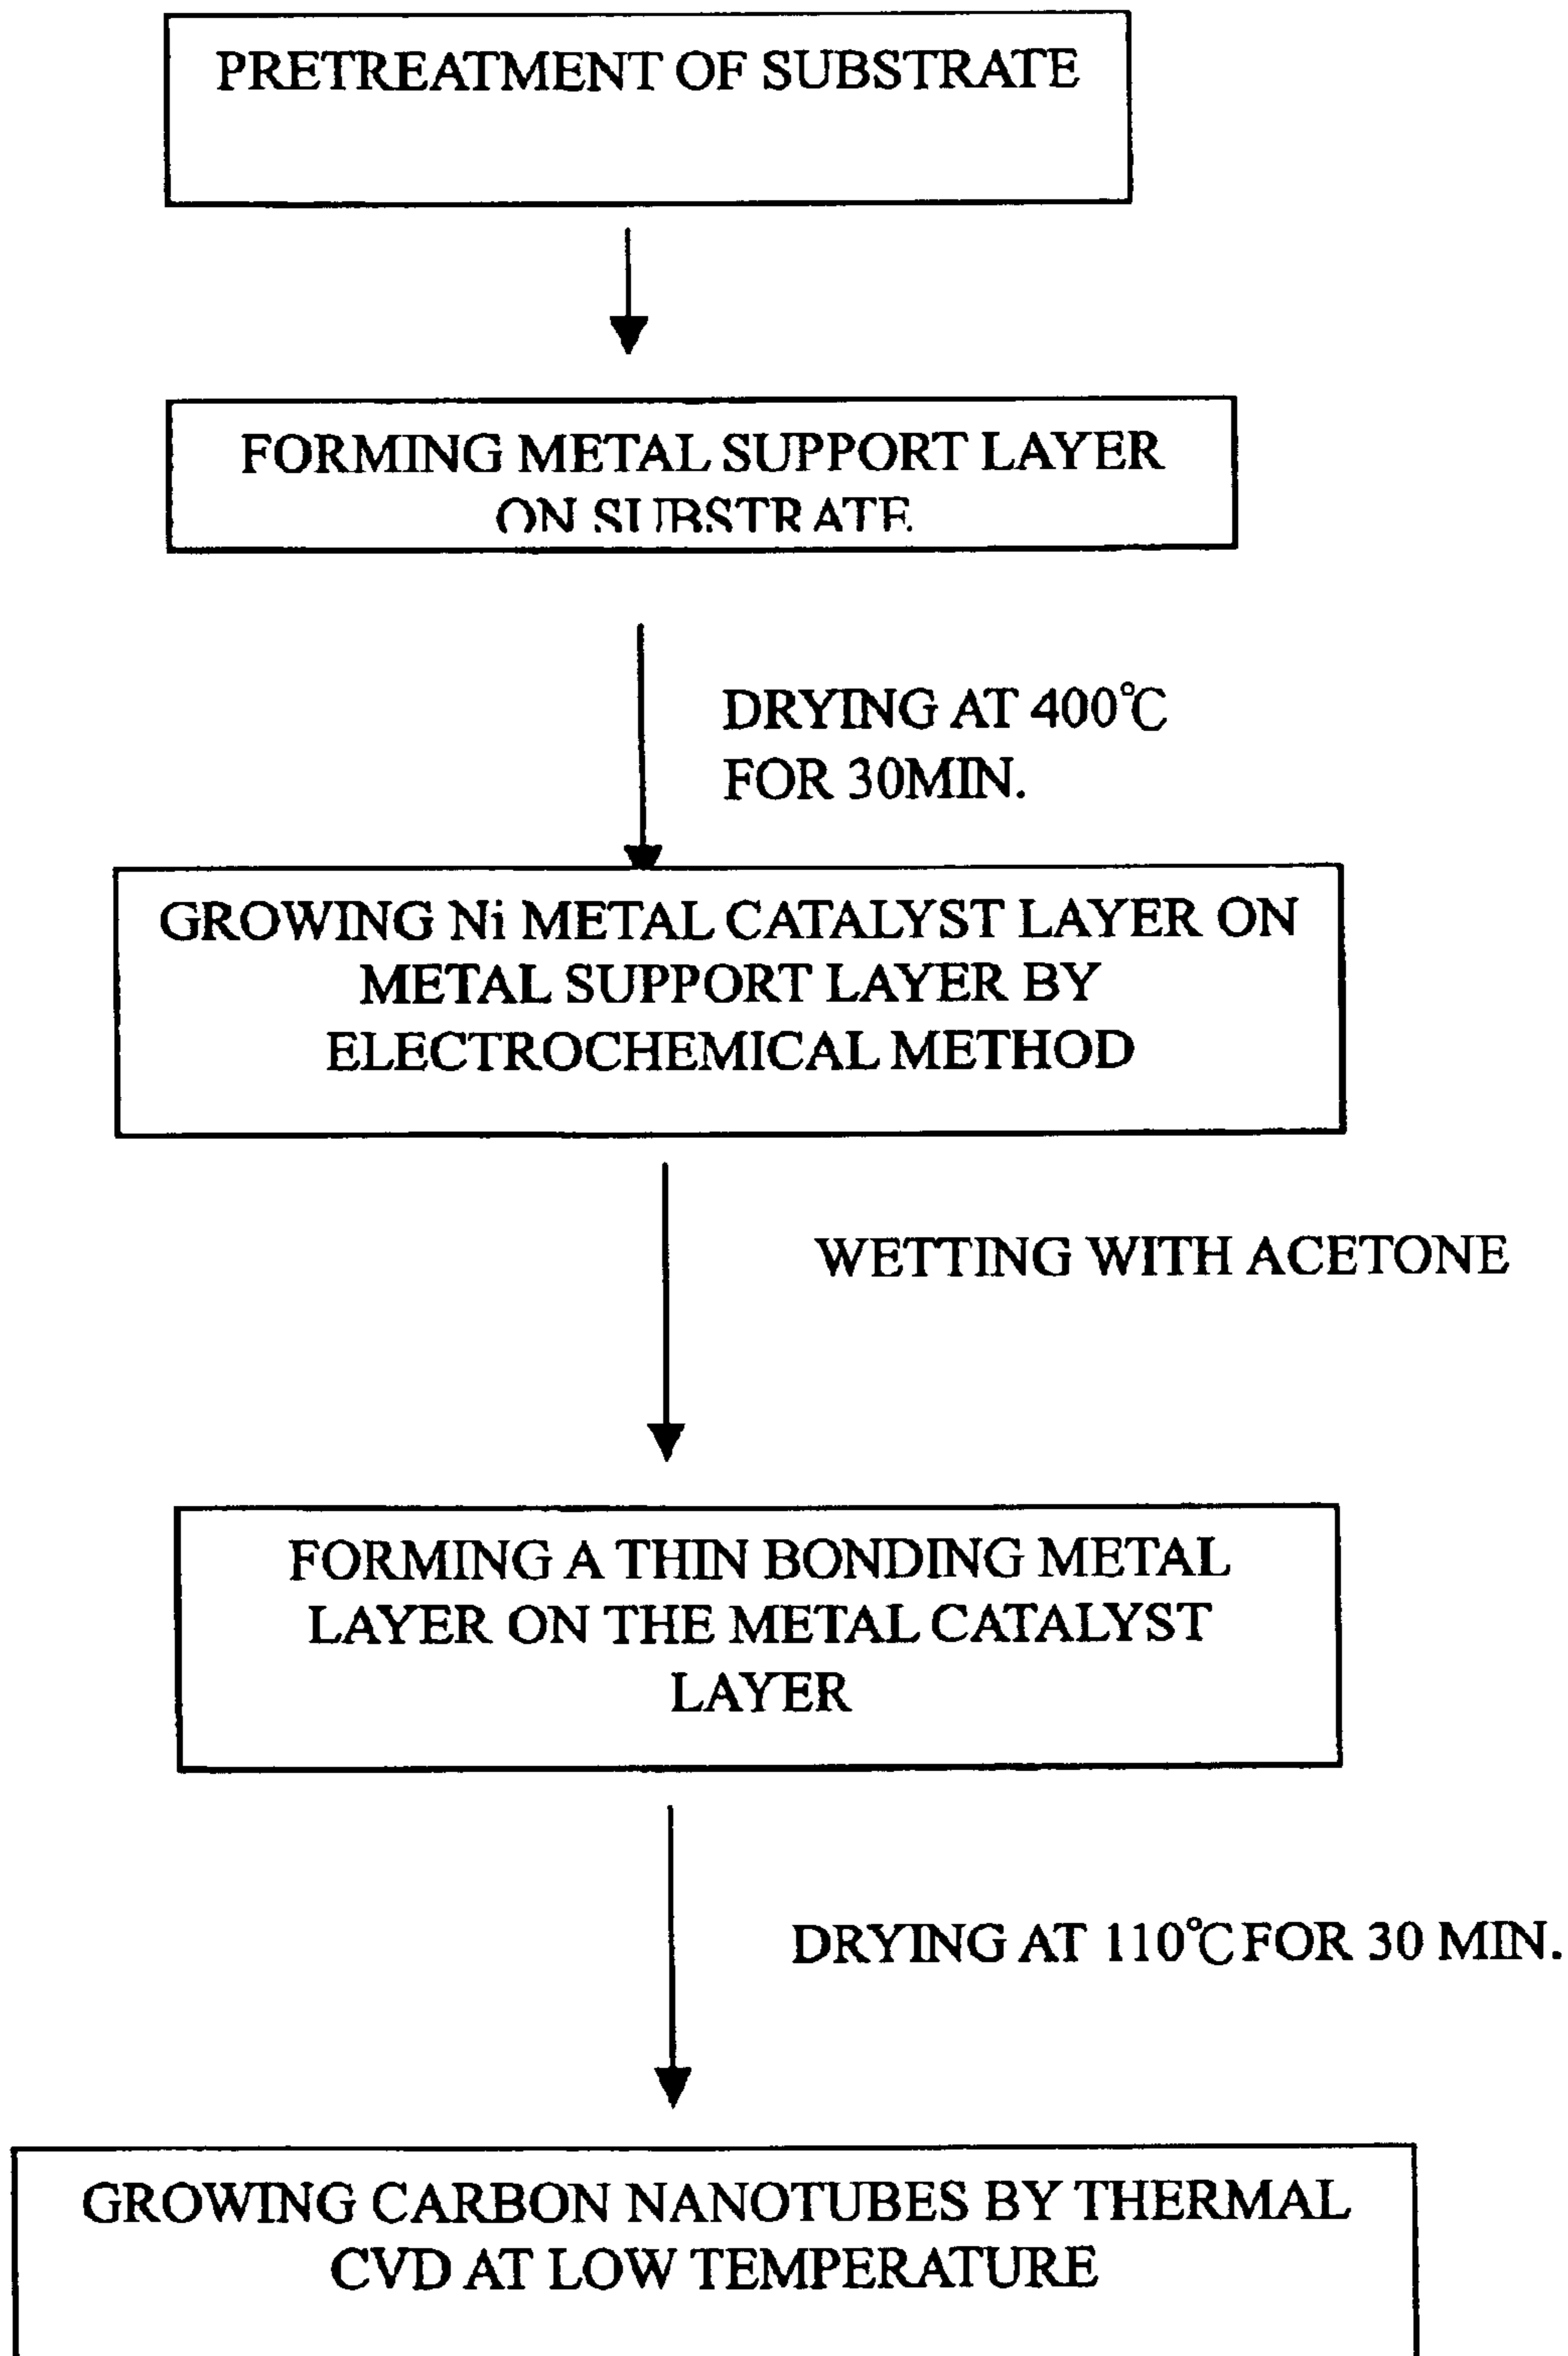 PRETREATMENT OF SUBSTRATE
FORMING METAL SUPPORT LAYER
ON SUBSTRATE.
DRYING AT 400℃
FOR 30MIN.
GROWING Ni METAL CATALYST LAYER ON
METAL SUPPORT LAYER BY
ELECTROCHEMICAL METHOD
WETTING WITH ACETONE
FORMING A THIN BONDING METAL
LAYER ON THE METAL CATALYST
LAYER
DRYING AT 110℃ FOR 30 MIN.
GROWING CARBON NANOTUBES BY THERMAL
CVD AT LOW TEMPERATURE